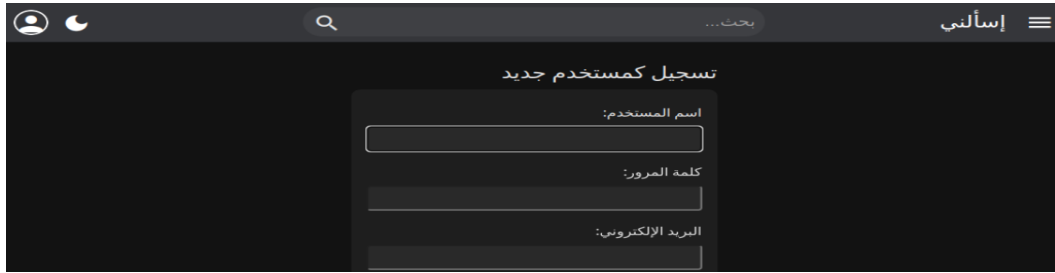 إسألني
بحث...
تسجيل كمستخدم جديد
اسم المستخدم:
كلمة المرور:
البريد الإلكتروني: